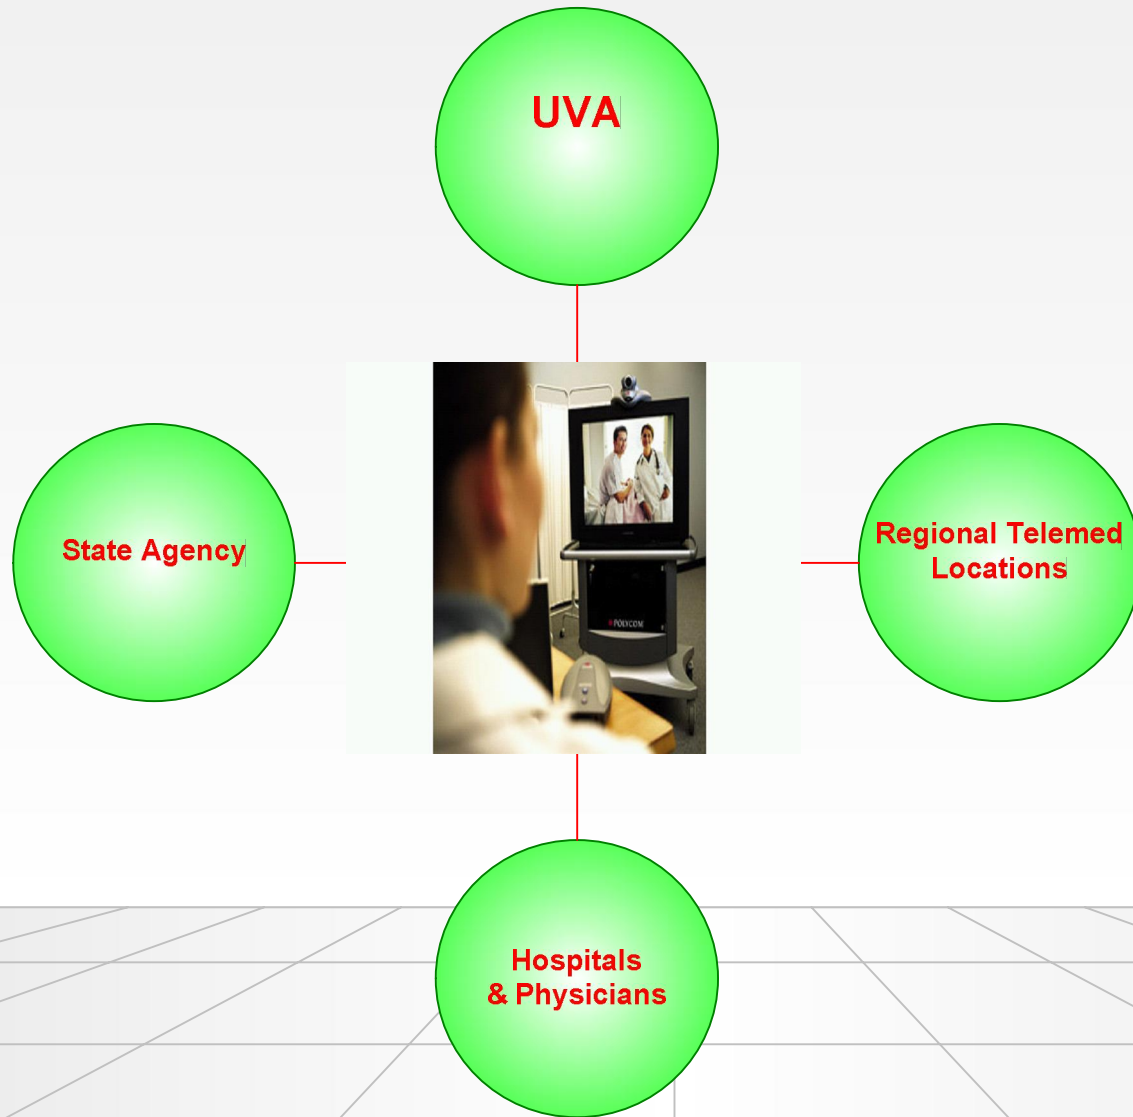 UVA
State Agency
Regional Telemed
Locations
POLYCOM
Hospitals
& Physicians